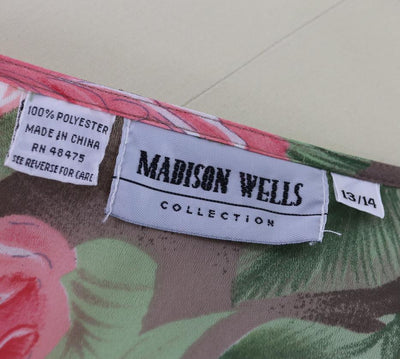 100% POLYESTER
MADE IN CHINA
RN 48475
SEE REVERSE FOR CARE
MADISON WELLS
COLLECTION
13/14